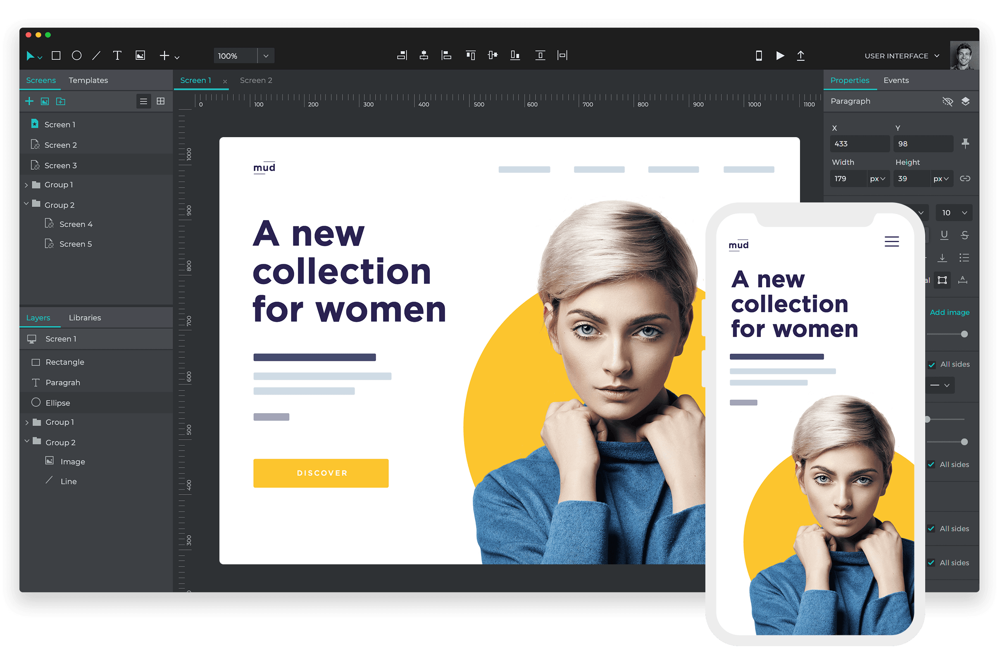 100%
USER INTERFACE
Screens
Templates
Screen 1
Screen 2
Screen 3
Group 1
Group 2
Screen 4
Screen 5
Layers
Libraries
Screen 1
Rectangle
Paragrah
Ellipse
Group 1
Group 2
Image
Line
Screen 1 x
Screen 2
0 100 200 300 400 500 600 700 800 900 1000 1100
1000
900
800
700
600
500
400
300
mud
A new
collection
for women
DISCOVER
mud
A new
collection
for women
Properties
Events
Paragraph
X
Y
433
98
Width
Height
179 px
39 px
10
U S
al
A
Add image
All sides
All sides
All sides
All sides